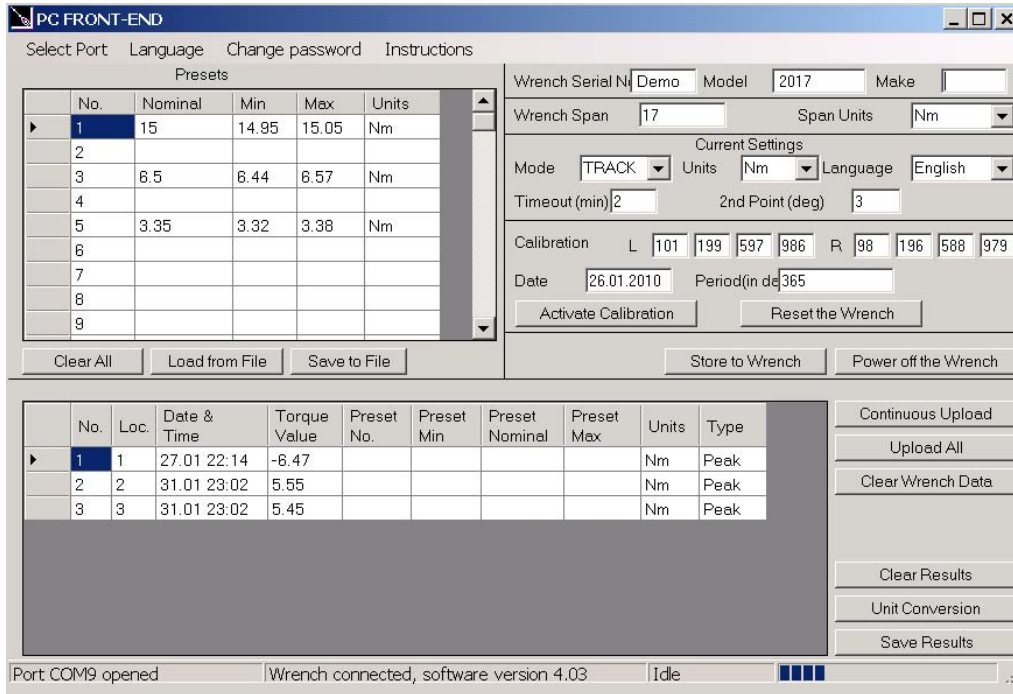 PC FRONT-END
Select Port Language Change password Instructions
Presets
No. Nominal Min Max Units
1 15 14.95 15.05 Nm
2
3 6.5 6.44 6.57 Nm
4
5 3.35 3.32 3.38 Nm
6
7
8
9
Clear All Load from File Save to File
Wrench Serial Nu Demo Model 2017 Make
Wrench Span 17 Span Units Nm
Current Settings
Mode TRACK Units Nm Language English
Timeout (min) 2 2nd Point (deg) 3
Calibration L 101 199 597 986 R 98 196 588 979
Date 26.01.2010 Period(in da 365
Activate Calibration Reset the Wrench
Store to Wrench Power off the Wrench
No. Loc. Date & Time Torque Value Preset No. Preset Min Preset Nominal Preset Max Units Type
1 1 27.01 22:14 -6.47 Nm Peak
2 2 31.01 23:02 5.55 Nm Peak
3 3 31.01 23:02 5.45 Nm Peak
Continuous Upload
Upload All
Clear Wrench Data
Clear Results
Unit Conversion
Save Results
Port COM9 opened Wrench connected, software version 4.03 Idle